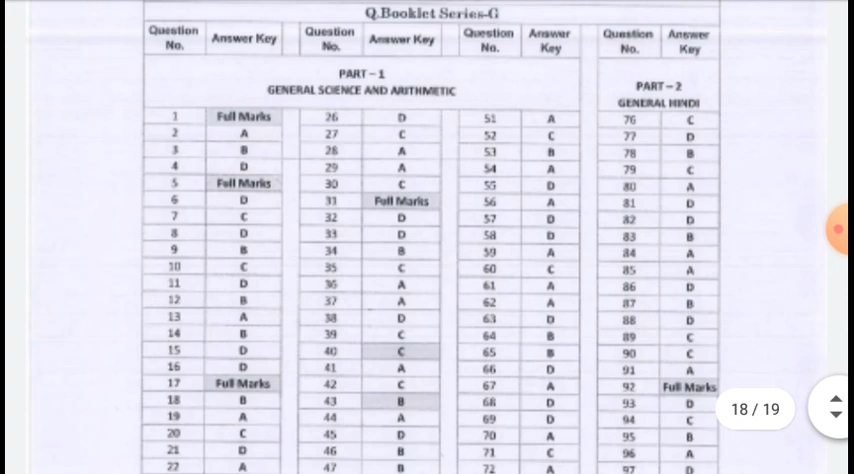 Q.Booklet Series-G
Question No. Answer Key Question No. Answer Key Question No. Answer Key Question No. Answer Key
PART-1
GENERAL SCIENCE AND ARITHMETIC
PART-2
GENERAL HINDI
1 Full Marks 26 D 51 A 76 C
2 A 27 C 52 C 77 D
3 B 28 A 53 B 78 B
4 D 29 A 54 A 79 C
5 Full Marks 30 C 55 D 80 A
6 D 31 Full Marks 56 A 81 D
7 C 32 D 57 D 82 D
8 D 33 D 58 D 83 B
9 B 34 B 59 A 84 A
10 C 35 C 60 C 85 A
11 D 36 A 61 A 86 D
12 B 37 A 62 A 87 B
13 A 38 D 63 D 88 D
14 B 39 C 64 B 89 C
15 D 40 C 65 B 90 C
16 D 41 A 66 D 91 A
17 Full Marks 42 C 67 A 92 Full Marks
18 B 43 B 68 D 93 D
19 A 44 A 69 D 94 C
20 C 45 D 70 A 95 B
21 D 46 B 71 C 96 A
22 A 47 B 72 A 97 D
18 / 19